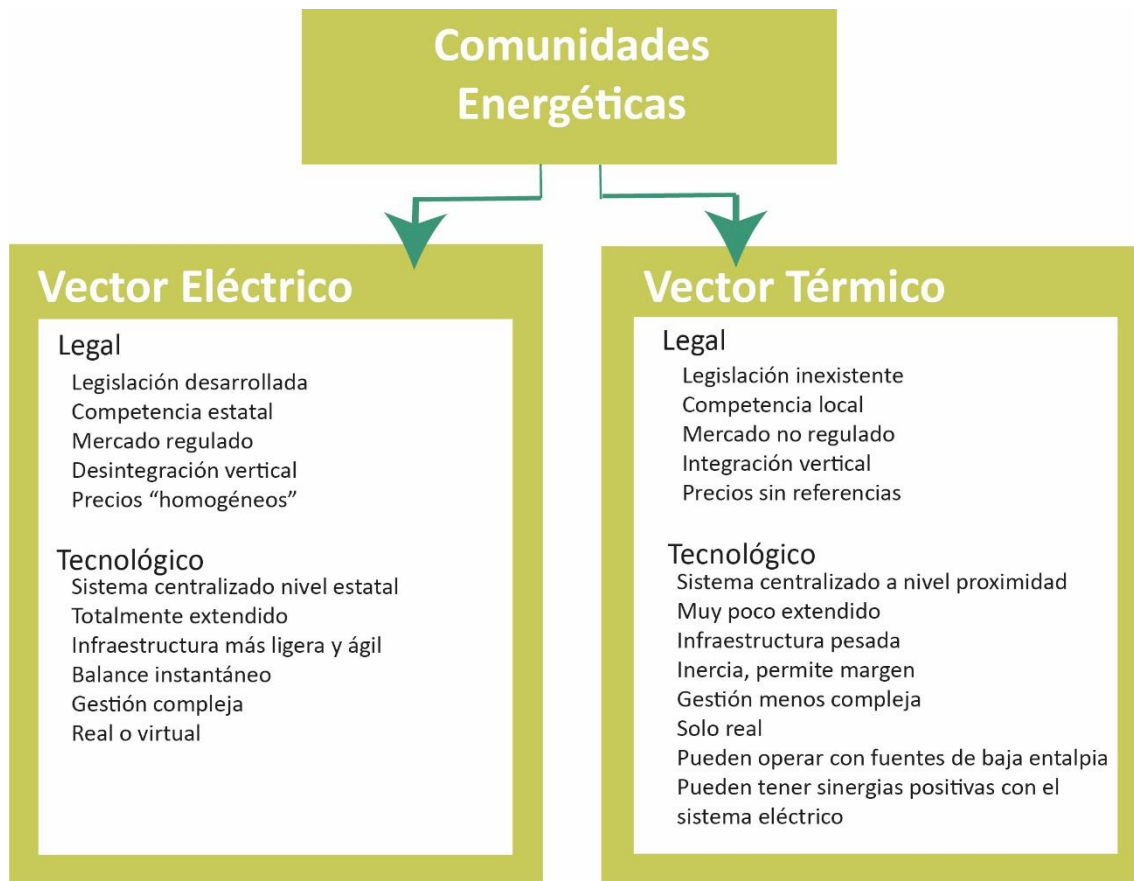 Comunidades
Energéticas
Vector Eléctrico
Legal
Legislación desarrollada
Competencia estatal
Mercado regulado
Desintegración vertical
Precios “homogéneos”
Tecnológico
Sistema centralizado nivel estatal
Totalmente extendido
Infraestructura más ligera y ágil
Balance instantáneo
Gestión compleja
Real o virtual
Vector Térmico
Legal
Legislación inexistente
Competencia local
Mercado no regulado
Integración vertical
Precios sin referencias
Tecnológico
Sistema centralizado a nivel proximidad
Muy poco extendido
Infraestructura pesada
Inercia, permite margen
Gestión menos compleja
Solo real
Pueden operar con fuentes de baja entalpia
Pueden tener sinergias positivas con el
sistema eléctrico